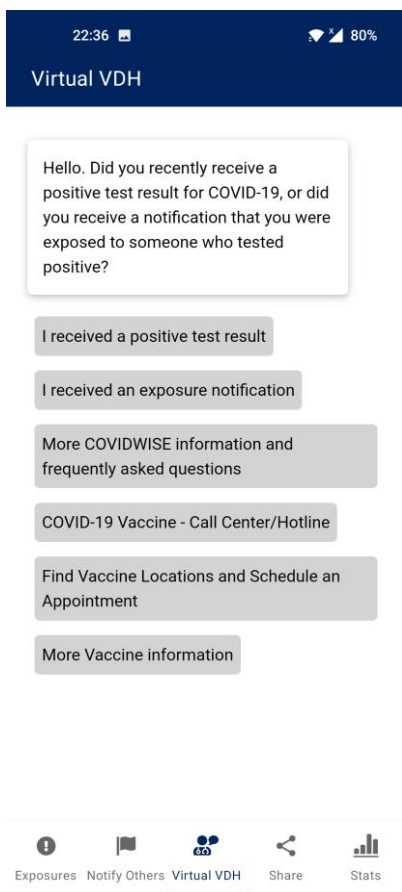 22:36 80%
Virtual VDH
Hello. Did you recently receive a
positive test result for COVID-19, or did
you receive a notification that you were
exposed to someone who tested
positive?
I received a positive test result
I received an exposure notification
More COVIDWISE information and
frequently asked questions
COVID-19 Vaccine - Call Center/Hotline
Find Vaccine Locations and Schedule an
Appointment
More Vaccine information
Exposures Notify Others Virtual VDH Share Stats